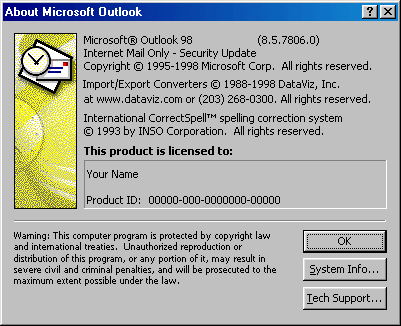 About Microsoft Outlook
Microsoft® Outlook 98 (8.5.7806.0)
Internet Mail Only - Security Update
Copyright © 1995-1998 Microsoft Corp. All rights reserved.
Import/Export Converters © 1988-1998 DataViz, Inc.
at www.dataviz.com or (203) 268-0300. All rights reserved.
International CorrectSpell™ spelling correction system
© 1993 by INSO Corporation. All rights reserved.
This product is licensed to:
Your Name
Product ID: 00000-000-0000000-00000
Warning: This computer program is protected by copyright law
and international treaties. Unauthorized reproduction or
distribution of this program, or any portion of it, may result in
severe civil and criminal penalties, and will be prosecuted to the
maximum extent possible under the law.
OK
System Info...
Tech Support...